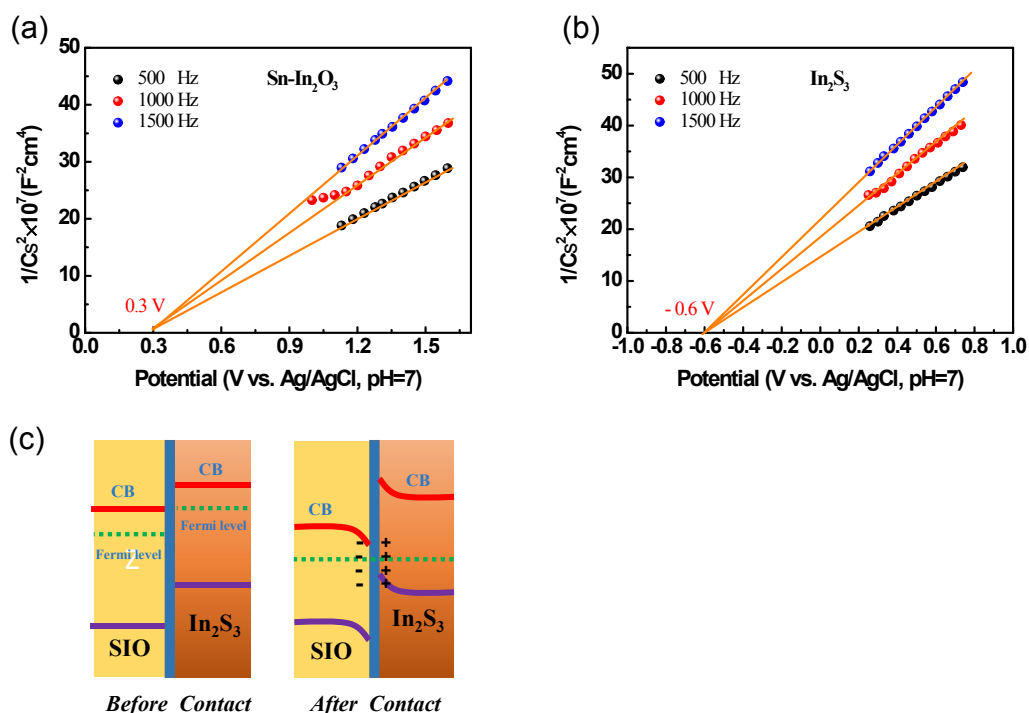 (a)
50
40
30
20
10
0
1/Cs²×10⁷(F⁻²cm⁴)
500 Hz
1000 Hz
1500 Hz
Sn-In₂O₃
0.3 V
0.0 0.3 0.6 0.9 1.2 1.5
Potential (V vs. Ag/AgCl, pH=7)
(b)
50
40
30
20
10
0
1/Cs²×10⁷(F⁻²cm⁴)
500 Hz
1000 Hz
1500 Hz
In₂S₃
- 0.6 V
-1.0 -0.8 -0.6 -0.4 -0.2 0.0 0.2 0.4 0.6 0.8 1.0
Potential (V vs. Ag/AgCl, pH=7)
(c)
CB
Fermi level
Z
SIO
CB
Fermi level
In₂S₃
Before Contact
CB
- +
- +
- +
- +
SIO
CB
In₂S₃
After Contact